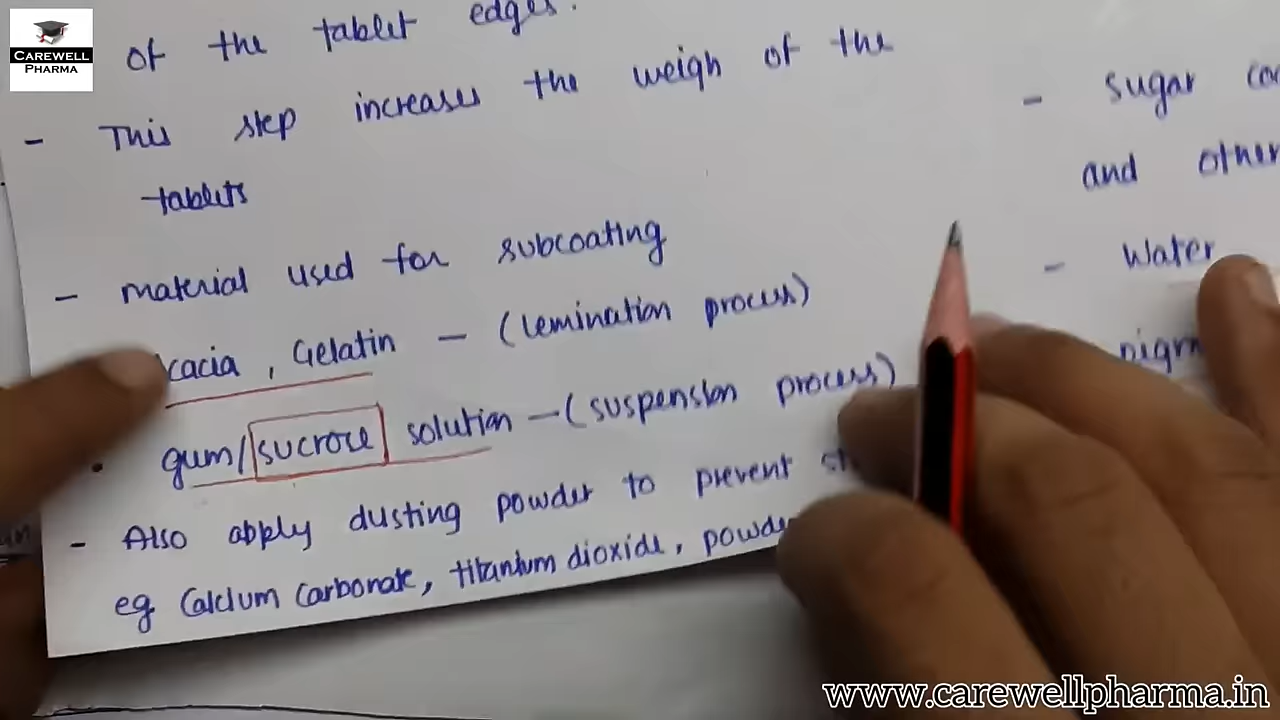 CAREWELL
PHARMA
of the tablet edges.
- This step increases the weigh of the
tablets
- material used for subcoating
cacia, Gelatin - (lemination process)
gum/sucrose solution - (suspension process)
- Also apply dusting powder to prevent
eg Calcium Carbonate, titanium dioxide, powder
- sugar
and other
- Water
www.carewellpharma.in